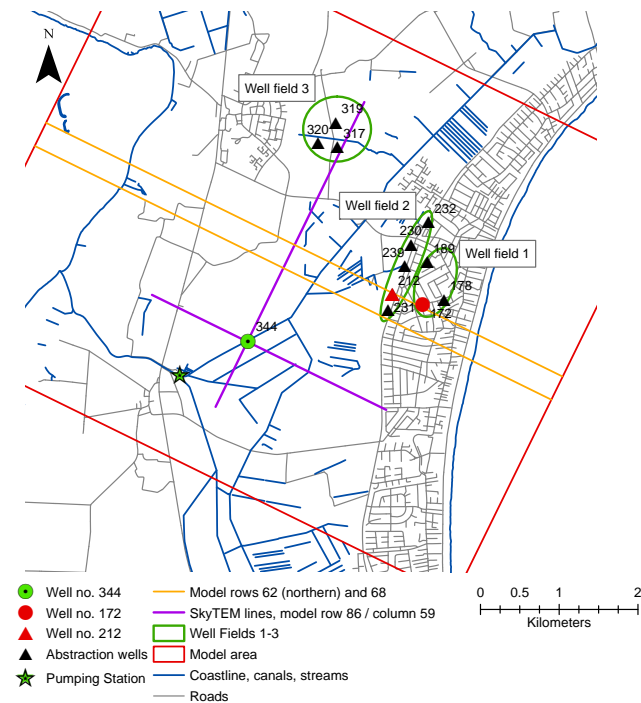 N
Well field 3
319
320
317
Well field 2
232
230
189
Well field 1
239
212
178
231
172
344
Well no. 344
Well no. 172
Well no. 212
Abstraction wells
Pumping Station
Model rows 62 (northern) and 68
SkyTEM lines, model row 86 / column 59
Well Fields 1-3
Model area
Coastline, canals, streams
Roads
0 1 2
Kilometers